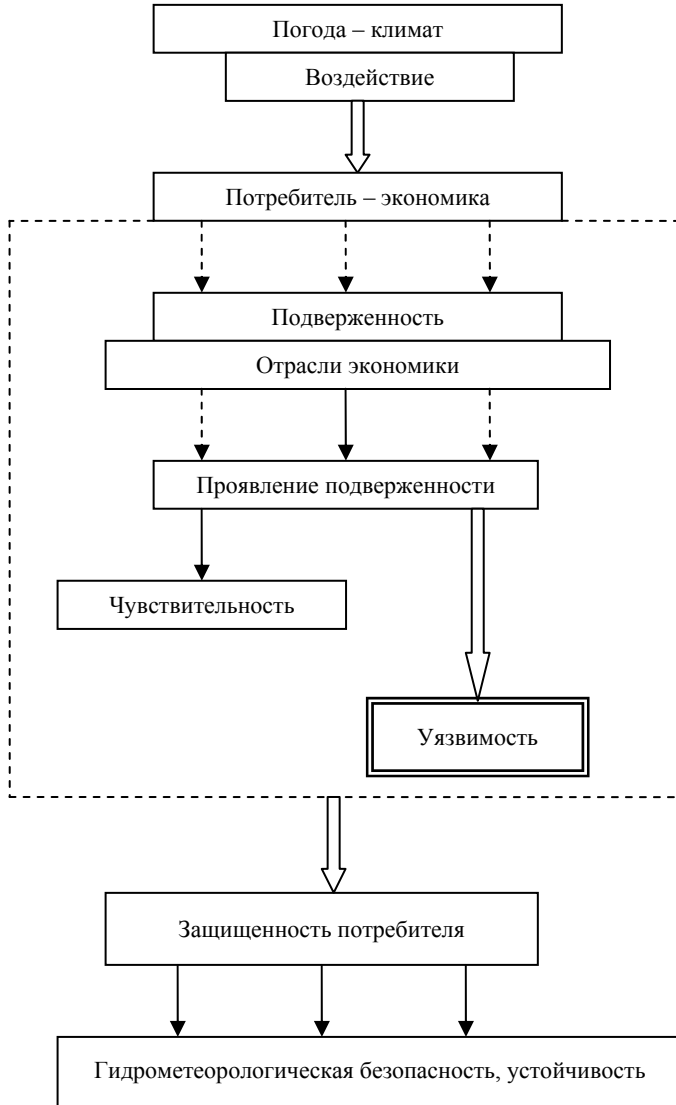 Погода – климат
Воздействие
Потребитель – экономика
Подверженность
Отрасли экономики
Проявление подверженности
Чувствительность
Уязвимость
Защищенность потребителя
Гидрометеорологическая безопасность, устойчивость